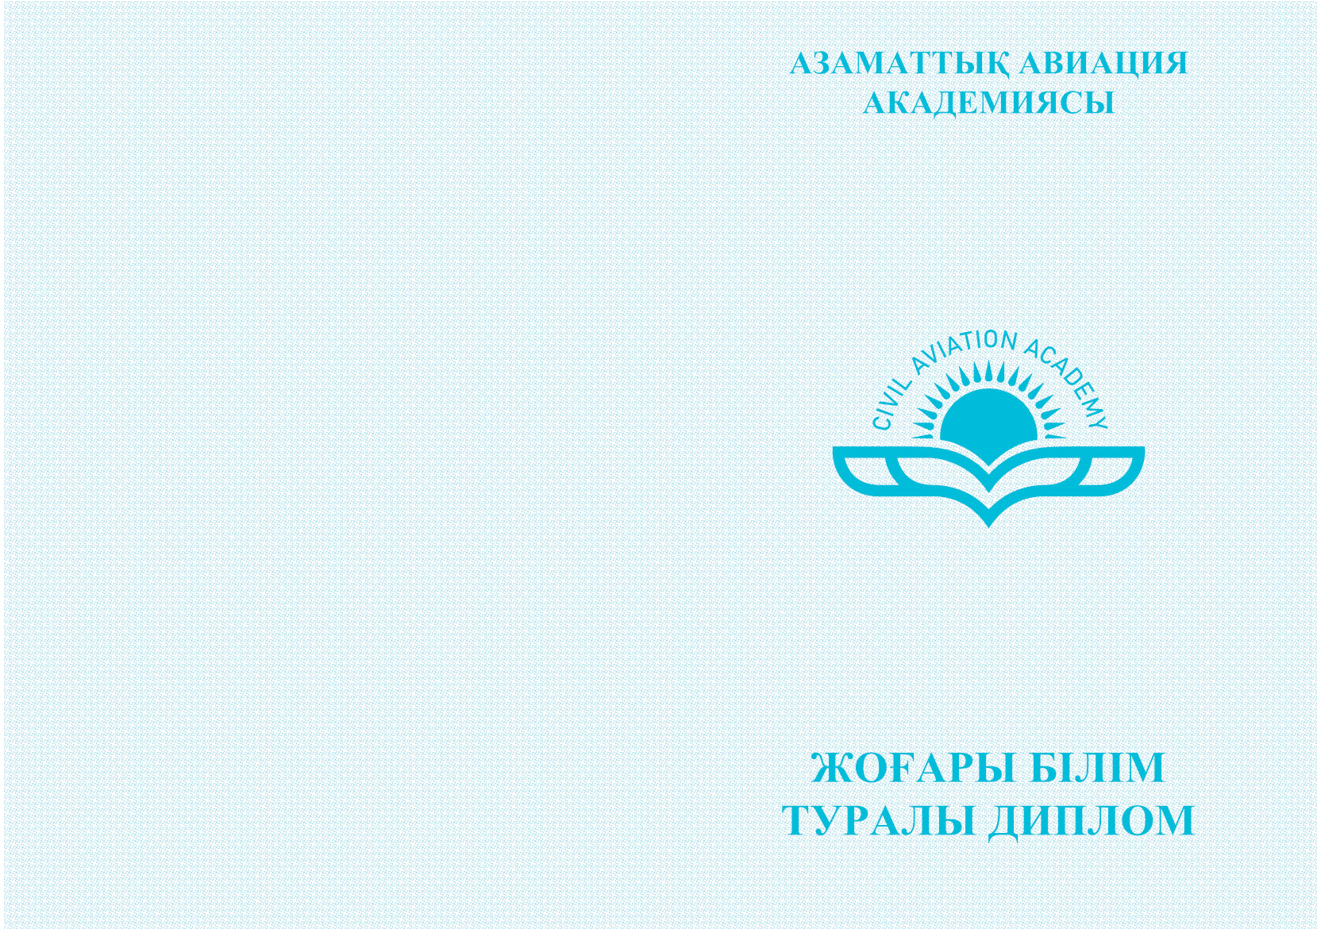 АЗАМАТТЫҚ АВИАЦИЯ
АКАДЕМИЯСЫ
CIVIL AVIATION ACADEMY
ЖОҒАРЫ БІЛІМ
ТУРАЛЫ ДИПЛОМ